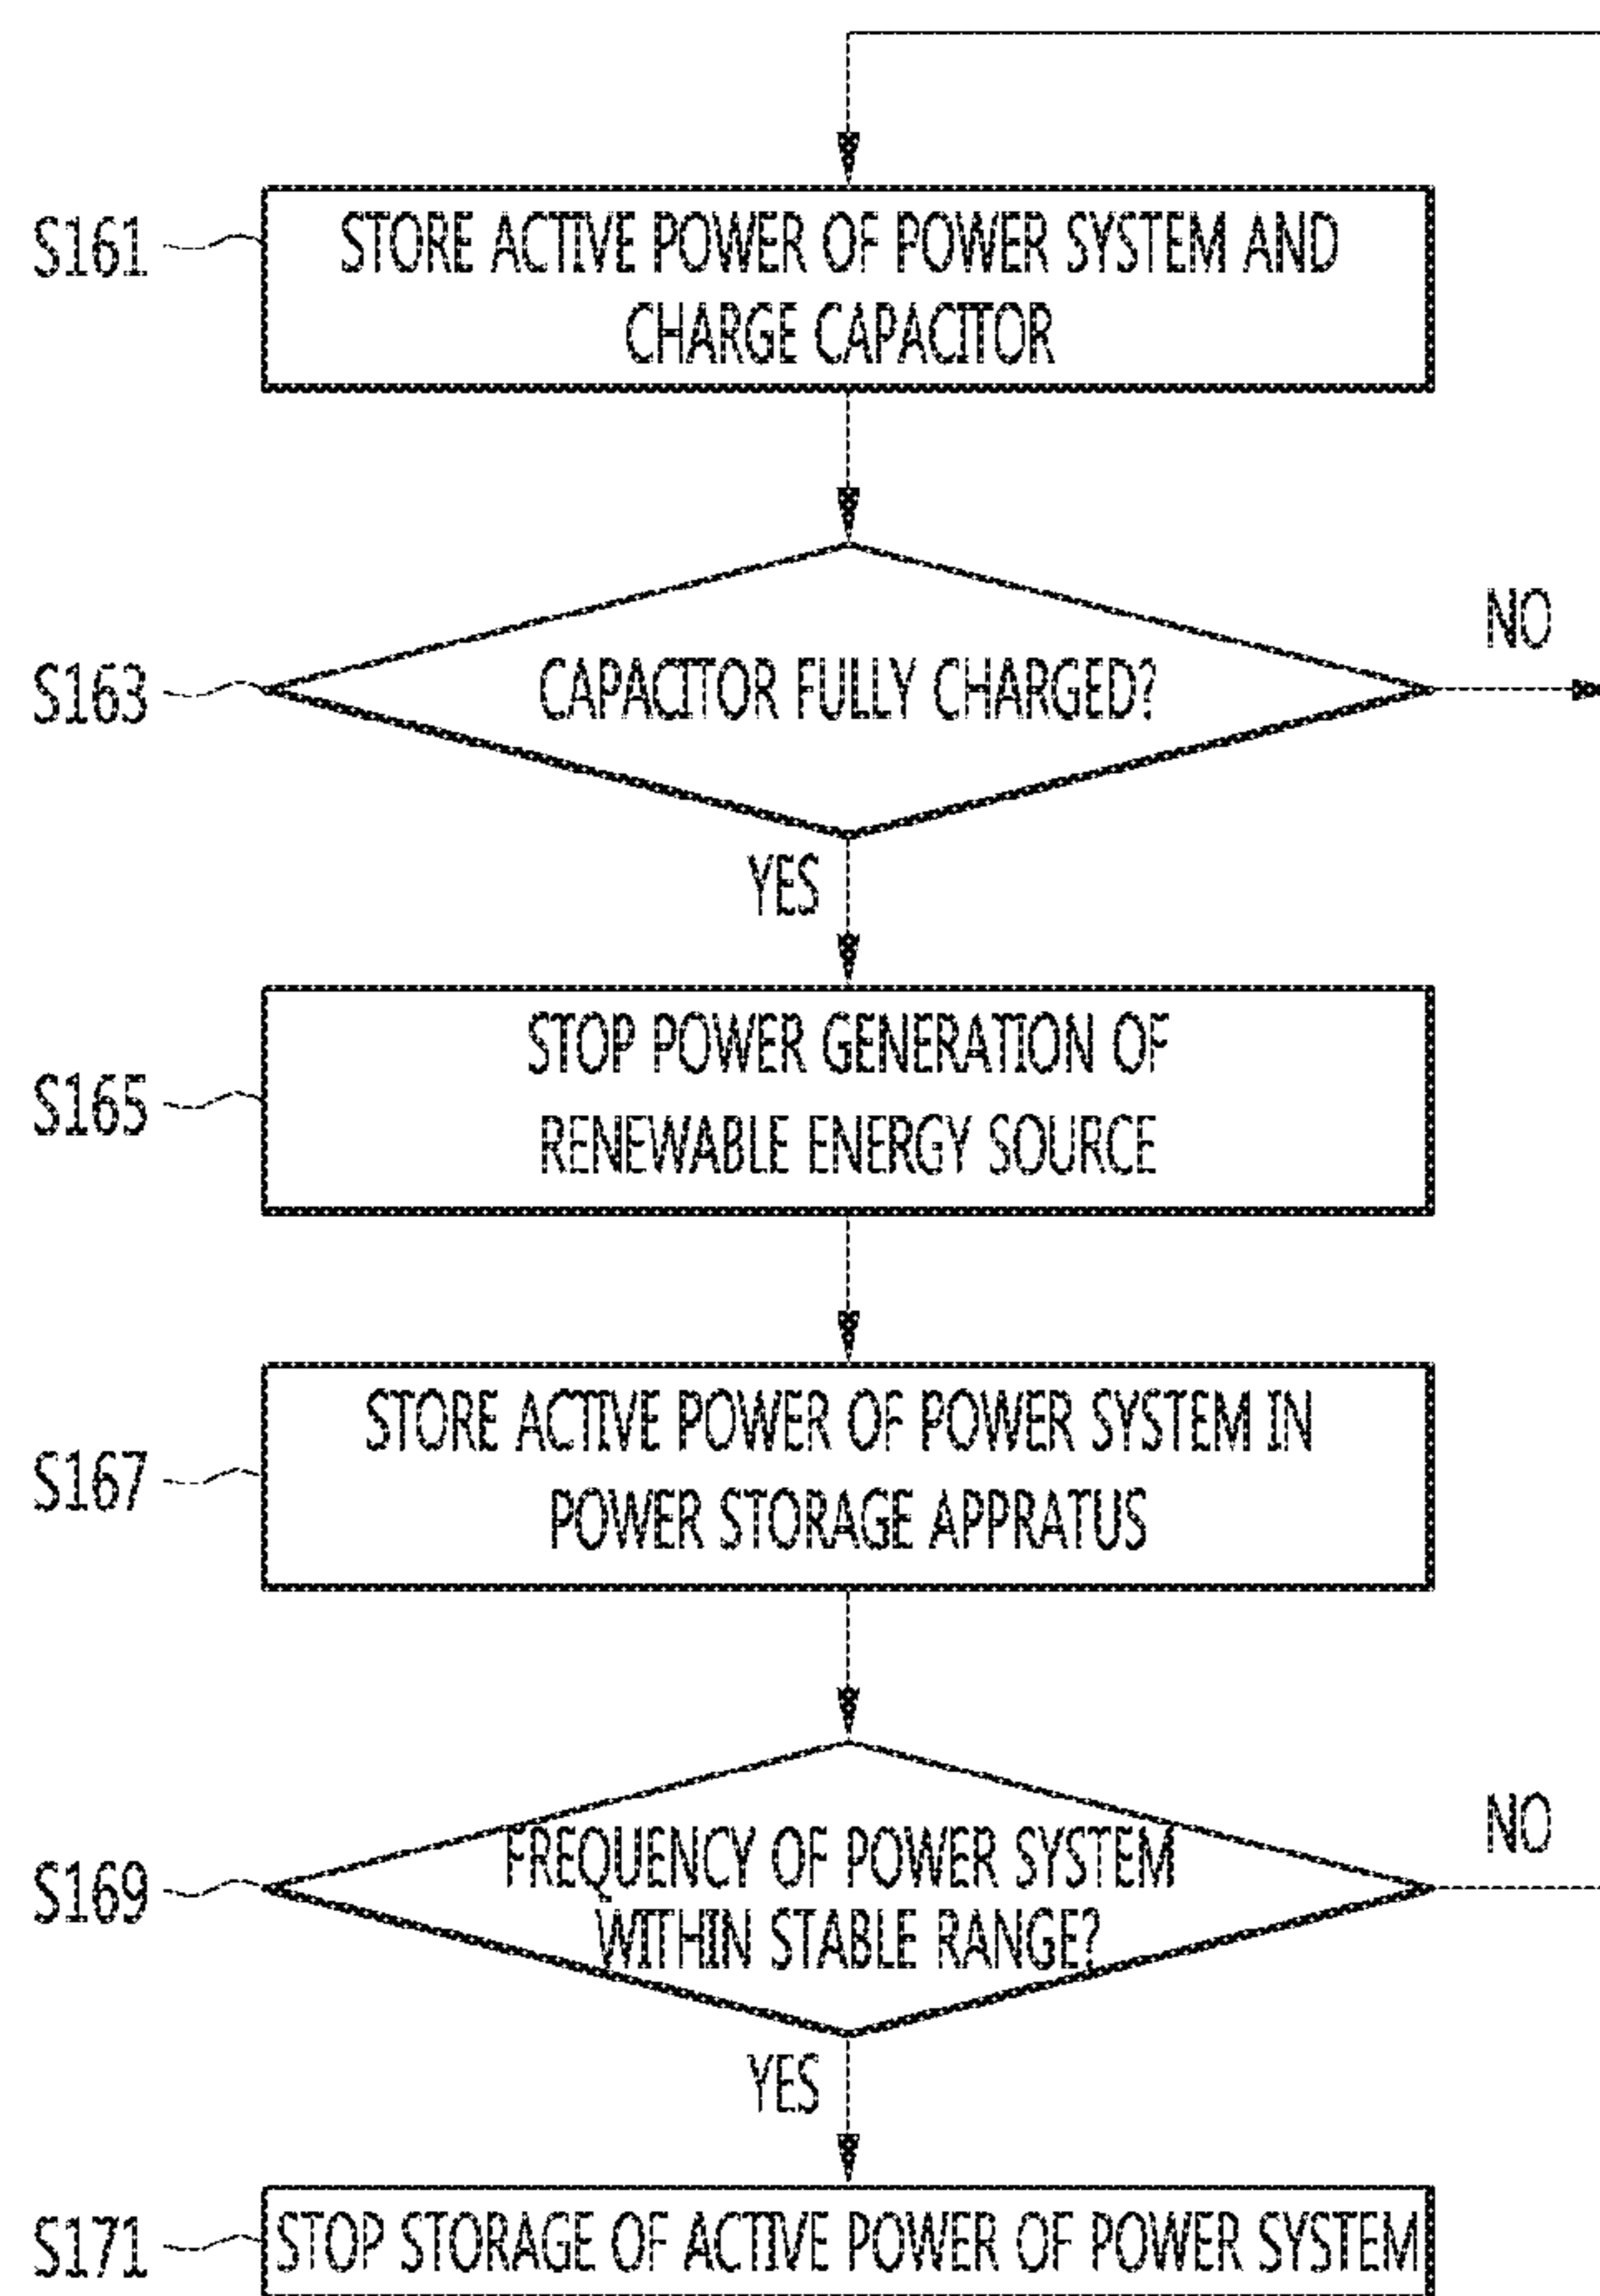 S161
STORE ACTIVE POWER OF POWER SYSTEM AND
CHARGE CAPACITOR
S163
CAPACITOR FULLY CHARGED?
NO
YES
S165
STOP POWER GENERATION OF
RENEWABLE ENERGY SOURCE
S167
STORE ACTIVE POWER OF POWER SYSTEM IN
POWER STORAGE APPRATUS
S169
FREQUENCY OF POWER SYSTEM
WITHIN STABLE RANGE?
NO
YES
S171
STOP STORAGE OF ACTIVE POWER OF POWER SYSTEM